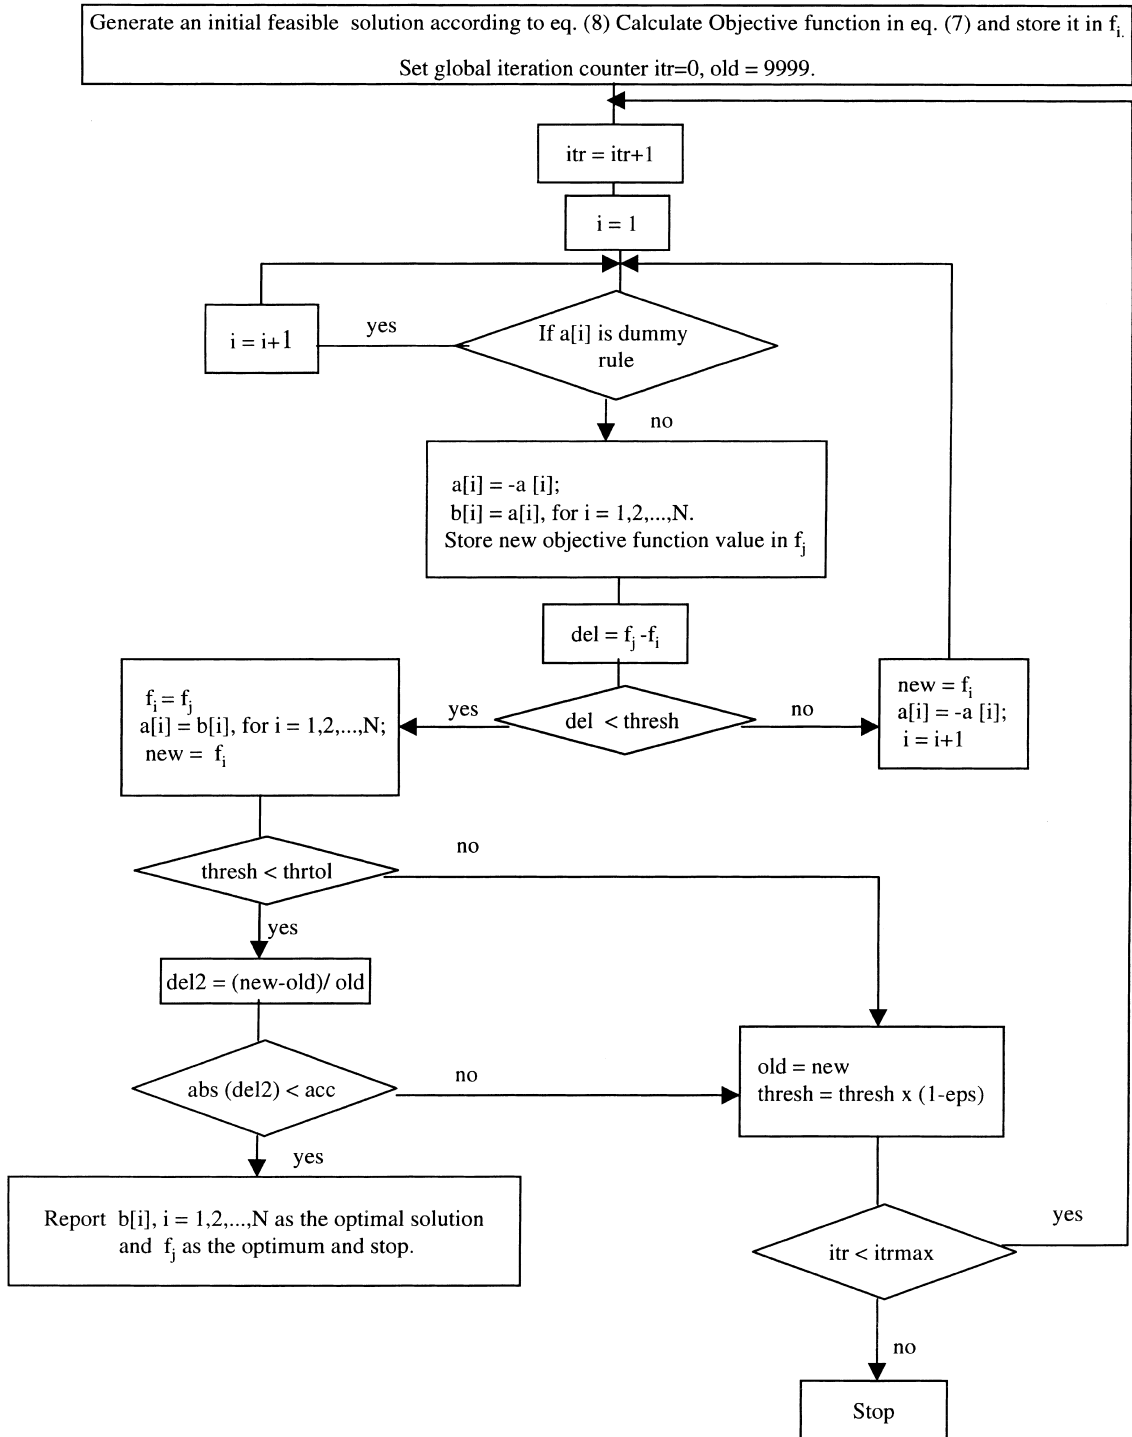 Generate an initial feasible solution according to eq. (8) Calculate Objective function in eq. (7) and store it in fi.
Set global iteration counter itr=0, old = 9999.
itr = itr+1
i = 1
i = i+1
yes
If a[i] is dummy
rule
no
a[i] = -a [i];
b[i] = a[i], for i = 1,2,...,N.
Store new objective function value in fj
del = fj -fi
fi = fj
a[i] = b[i], for i = 1,2,...,N;
new = fi
yes
del < thresh
no
new = fi
a[i] = -a [i];
i = i+1
thresh < thrtol
no
yes
del2 = (new-old)/ old
abs (del2) < acc
no
old = new
thresh = thresh x (1-eps)
yes
Report b[i], i = 1,2,...,N as the optimal solution
and fj as the optimum and stop.
itr < itrmax
yes
no
Stop